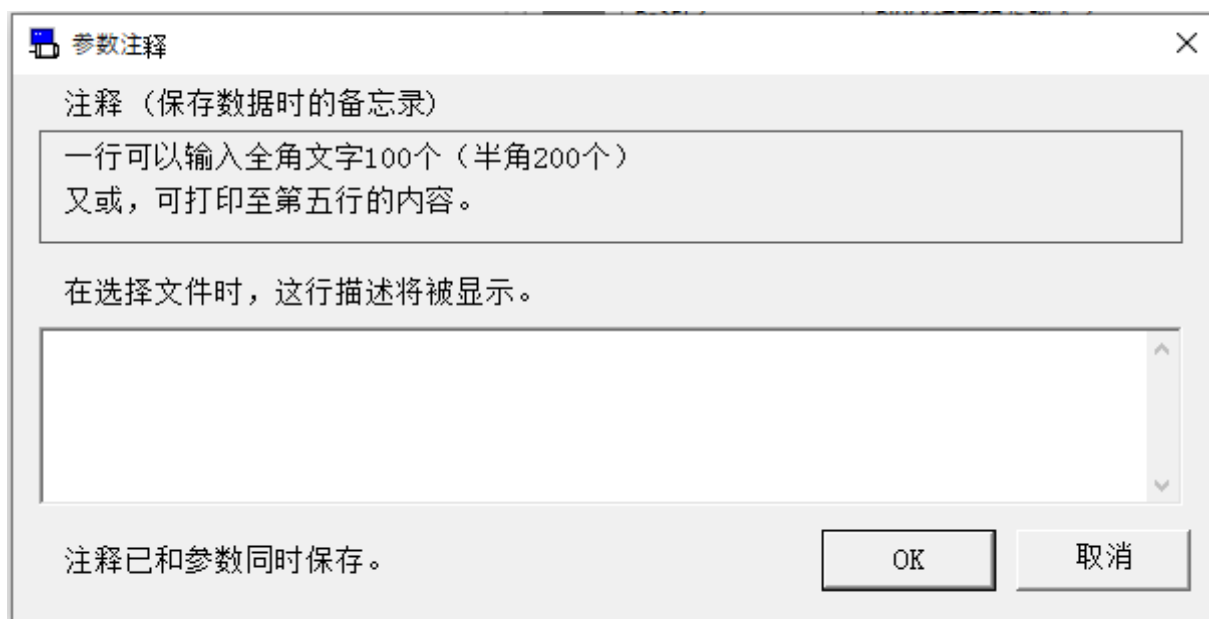 参数注释
注释（保存数据时的备忘录）
一行可以输入全角文字100个（半角200个）
又或，可打印至第五行的内容。
在选择文件时，这行描述将被显示。
注释已和参数同时保存。
OK
取消